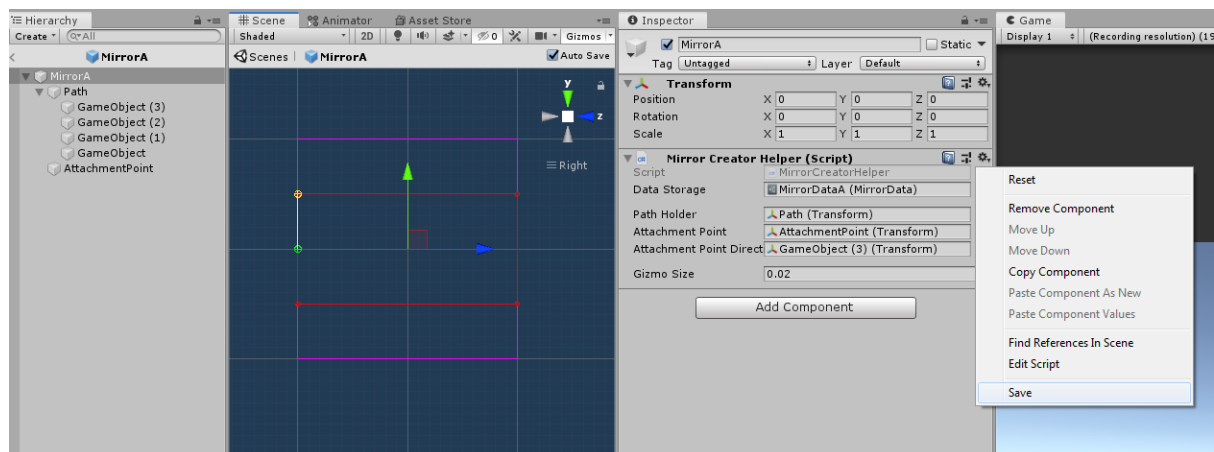 Hierarchy
Create
All
MirrorA
MirrorA
Path
GameObject (3)
GameObject (2)
GameObject (1)
GameObject
AttachmentPoint
Scene
Animator
Asset Store
Shaded
2D
0
Gizmos
Scenes
MirrorA
Auto Save
y
z
Right
Inspector
MirrorA
Static
Tag
Untagged
Layer
Default
Transform
Position X 0 Y 0 Z 0
Rotation X 0 Y 0 Z 0
Scale X 1 Y 1 Z 1
Mirror Creator Helper (Script)
Script MirrorCreatorHelper
Data Storage MirrorDataA (MirrorData)
Path Holder Path (Transform)
Attachment Point AttachmentPoint (Transform)
Attachment Point Direct GameObject (3) (Transform)
Gizmo Size 0.02
Add Component
Game
Display 1
(Recording resolution) (19
Reset
Remove Component
Move Up
Move Down
Copy Component
Paste Component As New
Paste Component Values
Find References In Scene
Edit Script
Save